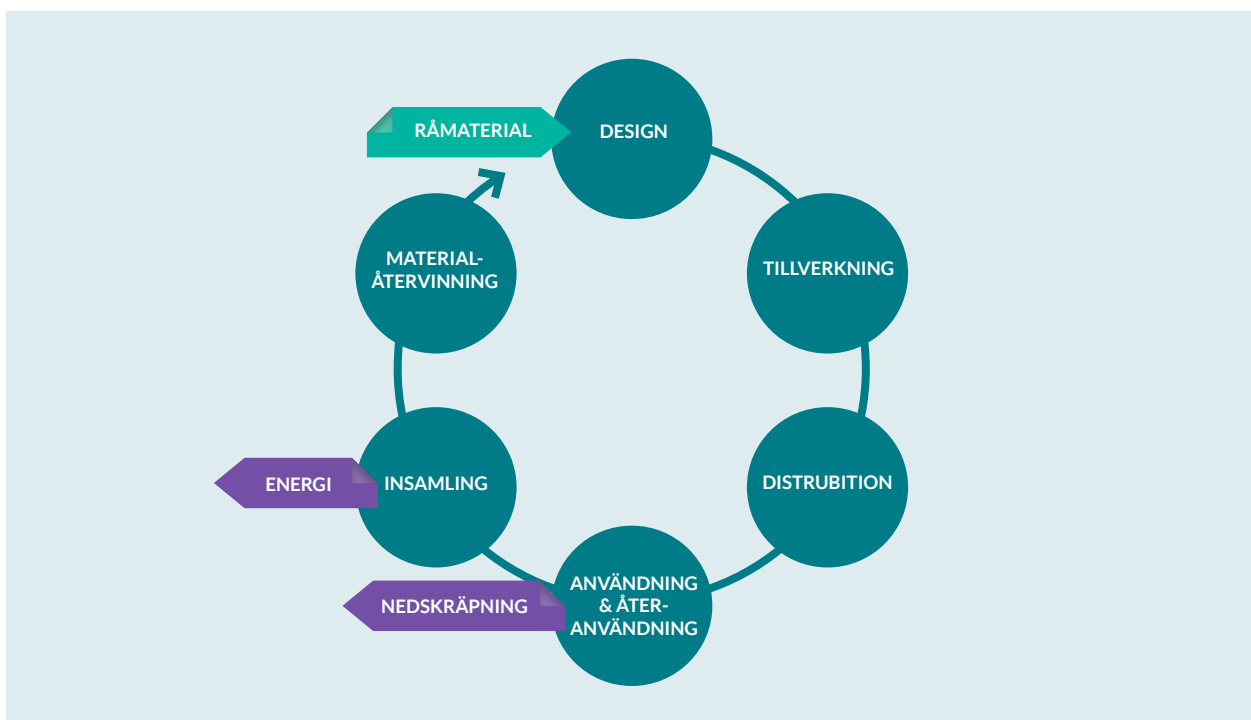 RÅMATERIAL
DESIGN
MATERIAL-
ÅTERVINNING
TILLVERKNING
ENERGI
INSAMLING
DISTRUBITION
NEDSKRÄPNING
ANVÄNDNING
& ÅTER-
ANVÄNDNING